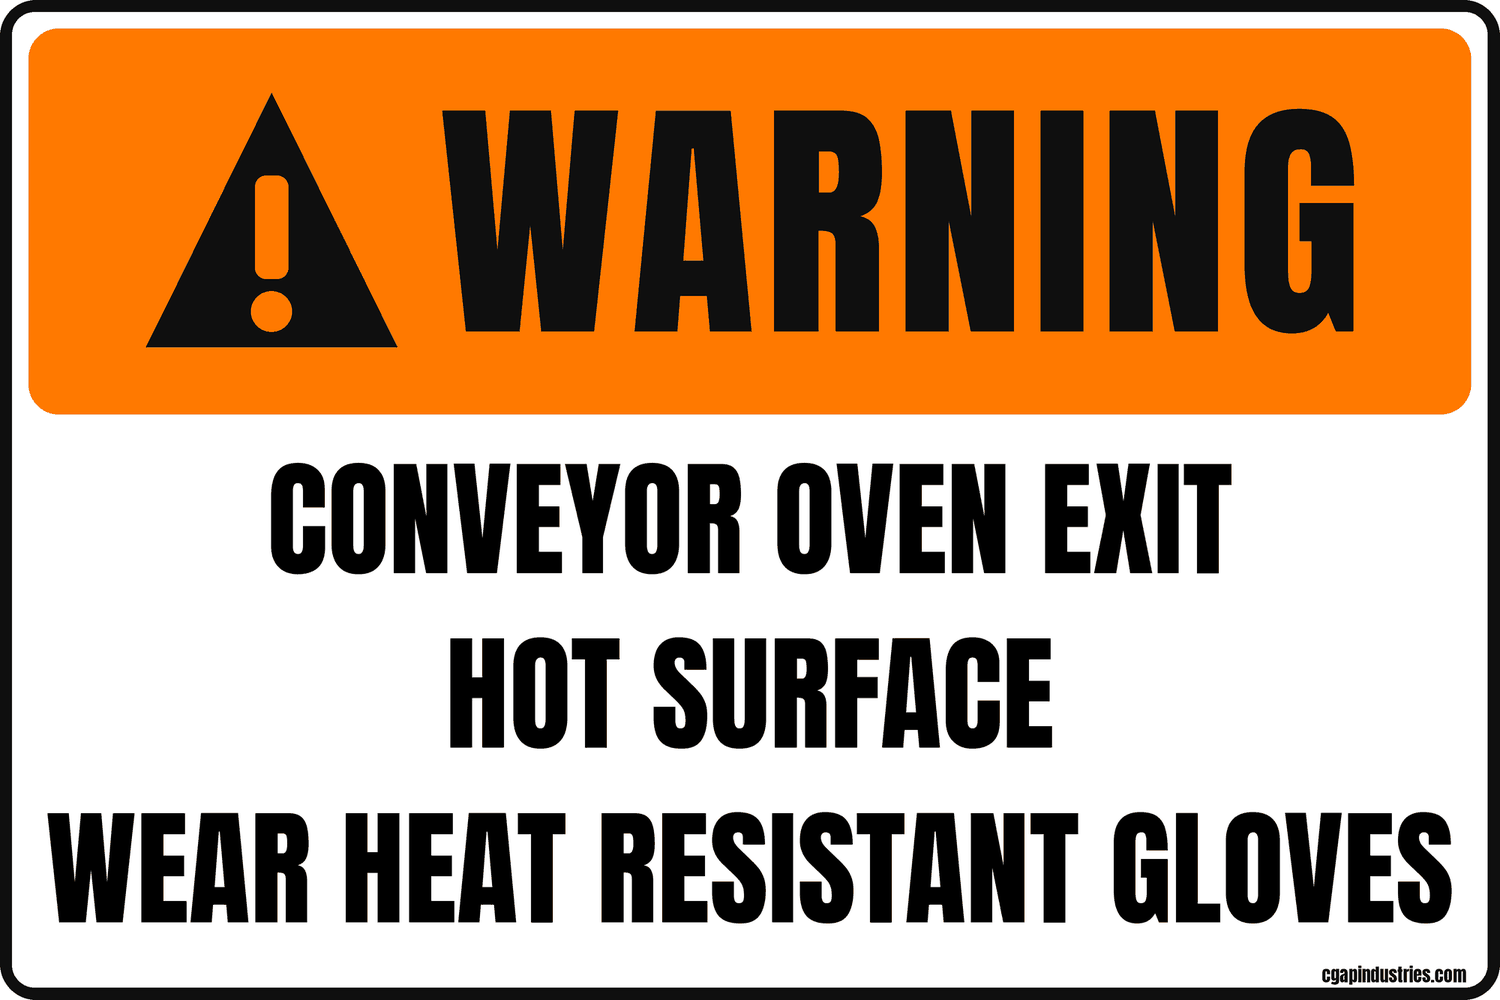 WARNING
CONVEYOR OVEN EXIT
HOT SURFACE
WEAR HEAT RESISTANT GLOVES
cgapindustries.com